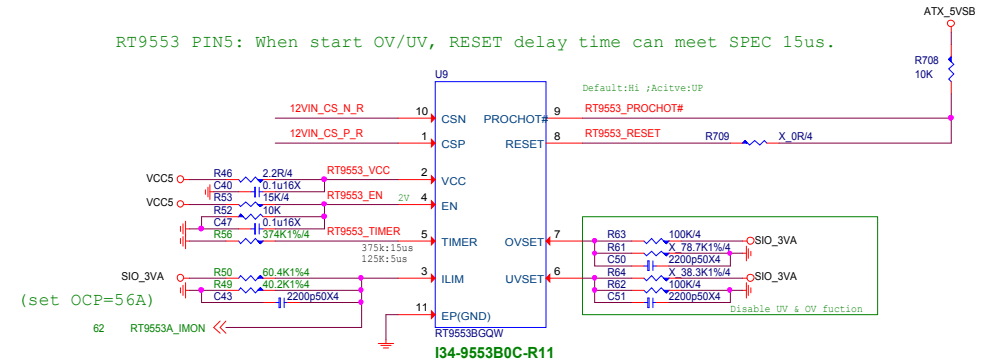 ATX_5VSB
RT9553 PIN5: When start OV/UV, RESET delay time can meet SPEC 15us.
R708
10K
U9
Default:Hi ;Acitve:UP
12VIN_CS_N_R 10 CSN PROCHOT# 9 RT9553_PROCHOT#
12VIN_CS_P_R 1 CSP RESET 8 RT9553_RESET R709 X_0R/4
VCC5 R46 2.2R/4 RT9553_VCC 2 VCC
C40 0.1u16X
VCC5 R53 15K/4 RT9553_EN 2V 4 EN
R52 10K
C47 0.1u16X
R56 374K1%/4 RT9553_TIMER 5 TIMER OVSET 7 R63 100K/4 SIO_3VA
375k:15us
125K:5us
R61 X_78.7K1%/4
C50 2200p50X4
SIO_3VA R50 60.4K1%4 3 ILIM UVSET 6 R64 X_38.3K1%/4 SIO_3VA
R49 40.2K1%4
R62 100K/4
C43 2200p50X4
C51 2200p50X4
(set OCP=56A)
Disable UV & OV fuction
11 EP(GND)
62 RT9553A_IMON
RT9553BGQW
I34-9553B0C-R11